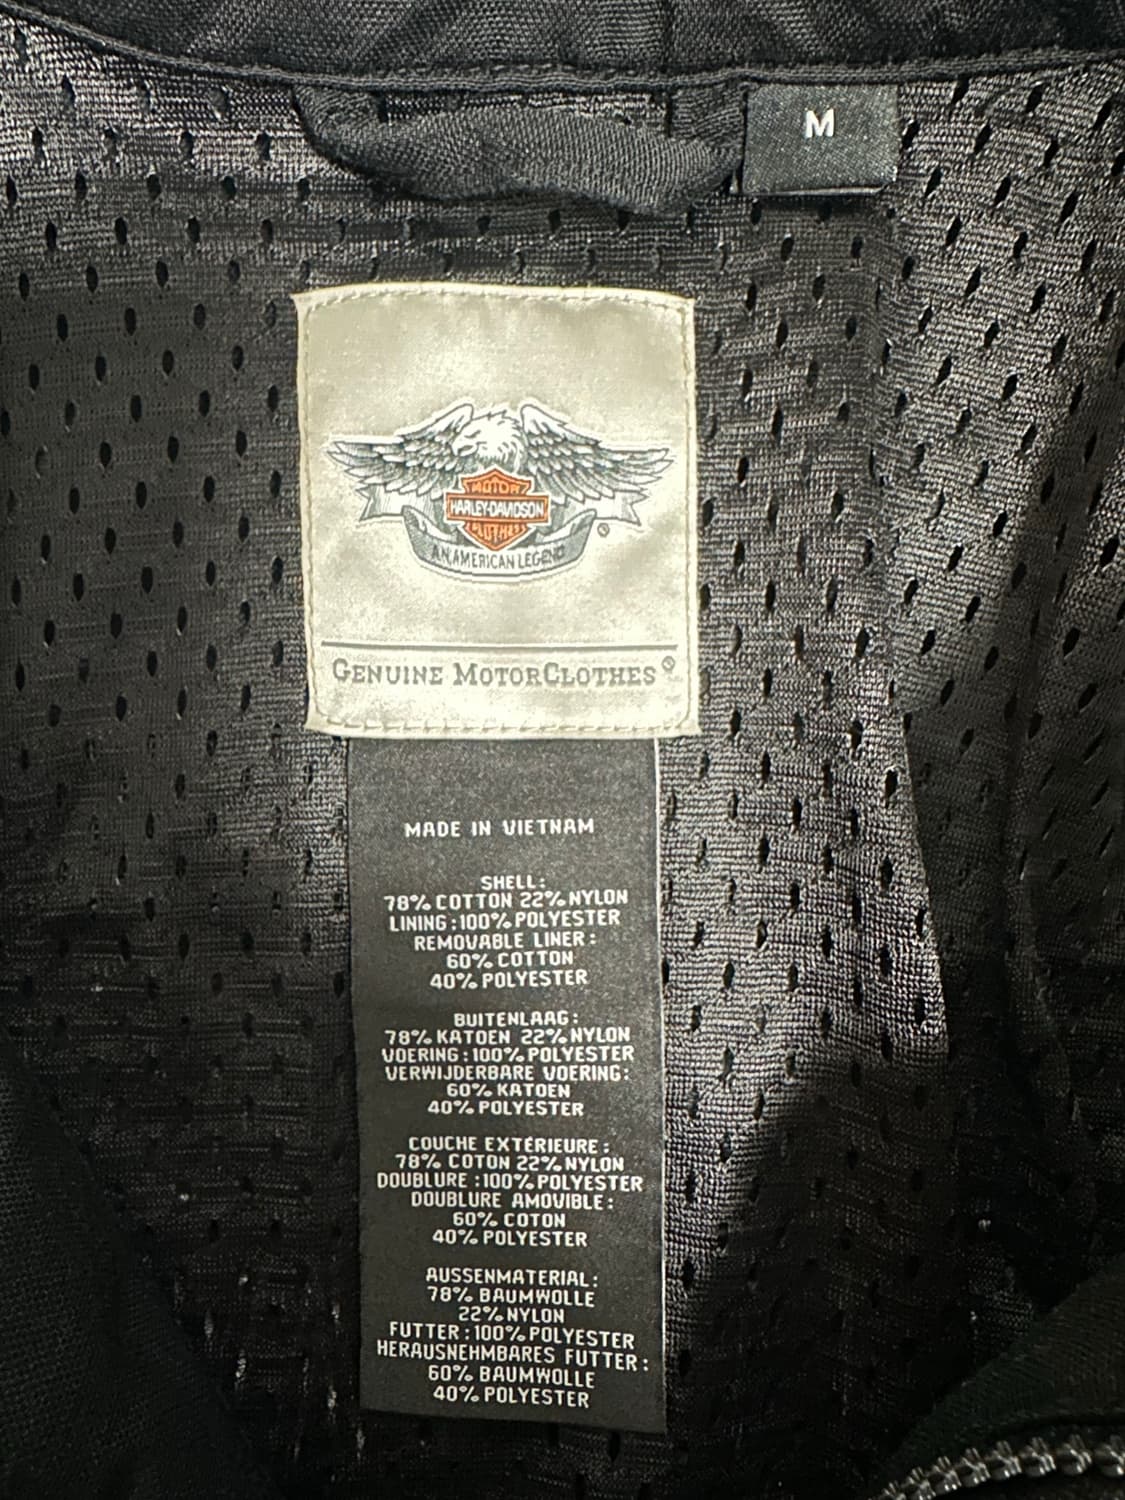 M
MOTOR
HARLEY-DAVIDSON
CLOTHES
AN AMERICAN LEGEND
®
GENUINE MOTORCLOTHES®
MADE IN VIETNAM
SHELL:
78% COTTON 22% NYLON
LINING:100% POLYESTER
REMOVABLE LINER:
60% COTTON
40% POLYESTER
BUITENLAAG:
78% KATOEN 22% NYLON
VOERING:100% POLYESTER
VERWIJDERBARE VOERING:
60% KATOEN
40% POLYESTER
COUCHE EXTÉRIEURE:
78% COTON 22% NYLON
DOUBLURE:100% POLYESTER
DOUBLURE AMOVIBLE:
60% COTON
40% POLYESTER
AUSSENMATERIAL:
78% BAUMWOLLE
22% NYLON
FUTTER:100% POLYESTER
HERAUSNEHMBARES FUTTER:
60% BAUMWOLLE
40% POLYESTER